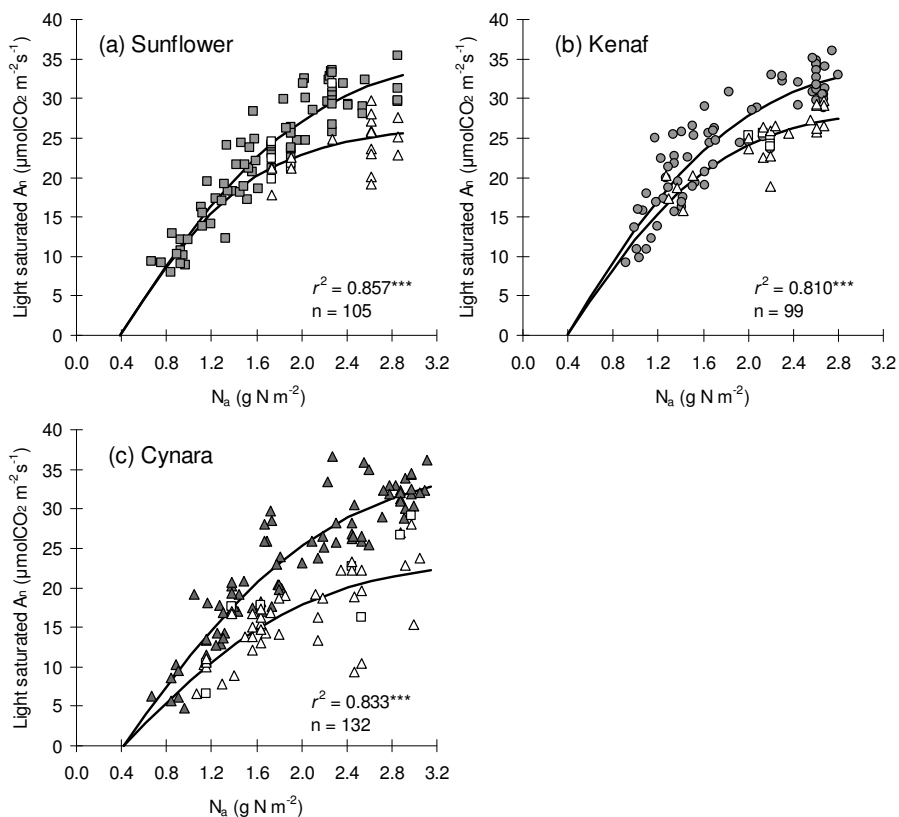 (a) Sunflower
Light saturated Aₙ (µmolCO₂ m⁻²s⁻¹)
40
35
30
25
20
15
10
5
0
r² = 0.857***
n = 105
0.0 0.4 0.8 1.2 1.6 2.0 2.4 2.8 3.2
Nₐ (g N m⁻²)
(b) Kenaf
Light saturated Aₙ (µmolCO₂ m⁻²s⁻¹)
40
35
30
25
20
15
10
5
0
r² = 0.810***
n = 99
0.0 0.4 0.8 1.2 1.6 2.0 2.4 2.8 3.2
Nₐ (g N m⁻²)
(c) Cynara
Light saturated Aₙ (µmolCO₂ m⁻²s⁻¹)
40
35
30
25
20
15
10
5
0
r² = 0.833***
n = 132
0.0 0.4 0.8 1.2 1.6 2.0 2.4 2.8 3.2
Nₐ (g N m⁻²)